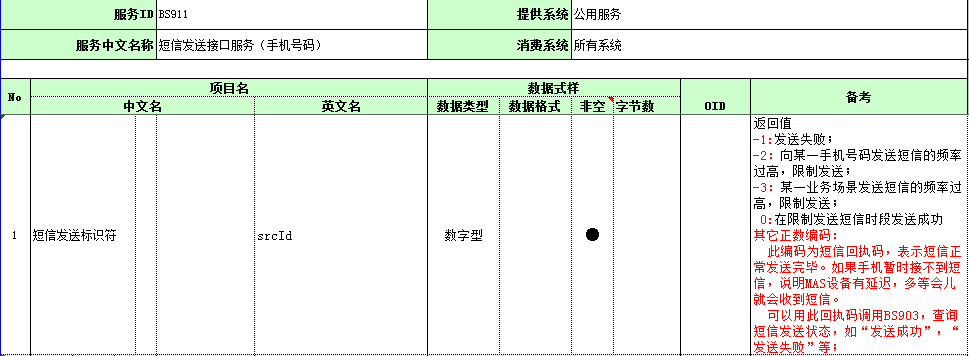 服务ID BS911 提供系统 公用服务
服务中文名称 短信发送接口服务（手机号码） 消费系统 所有系统
No 项目名 数据式样 OID 备考
中文名 英文名 数据类型 数据格式 非空 字节数
1 短信发送标识符 srcId 数字型 ●
返回值
-1:发送失败；
-2: 向某一手机号码发送短信的频率
过高，限制发送；
-3: 某一业务场景发送短信的频率过
高，限制发送；
0:在限制发送短信时段发送成功
其它正数编码:
此编码为短信回执码，表示短信正
常发送完毕。如果手机暂时接不到短
信，说明MAS设备有延迟，多等会儿
就会收到短信。
可以用此回执码调用BS903，查询
短信发送状态，如“发送成功”，“
发送失败”等；